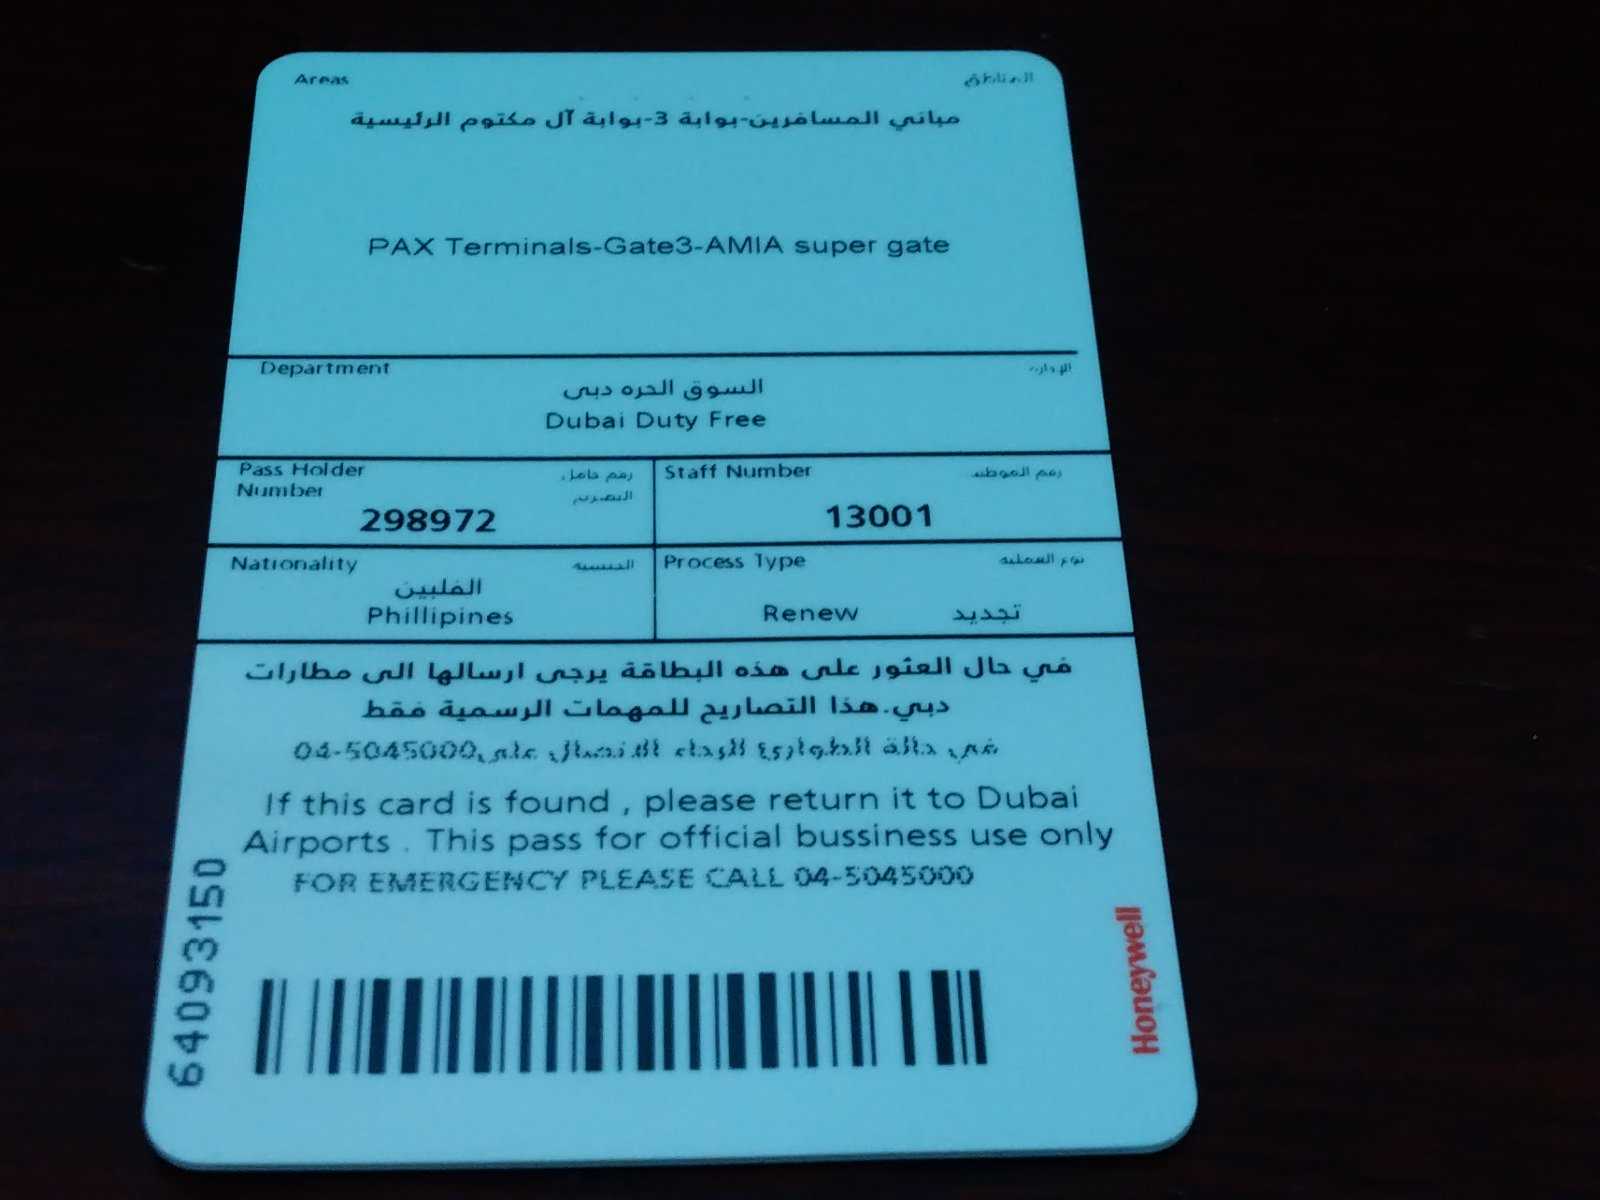 Areas المناطق
مباني المسافرين-بوابة 3-بوابة آل مكتوم الرئيسية
PAX Terminals-Gate3-AMIA super gate
Department الإدارة
السوق الحره دبى
Dubai Duty Free
Pass Holder Number رقم حامل التصريح
298972
Staff Number رقم الموظف
13001
Nationality الجنسية
الفلبين
Phillipines
Process Type نوع العملية
Renew تجديد
في حال العثور على هذه البطاقة يرجى ارسالها الى مطارات
دبي.هذا التصاريح للمهمات الرسمية فقط
في حالة الطوارئ الرجاء الاتصال على 04-5045000
If this card is found , please return it to Dubai
Airports . This pass for official bussiness use only
FOR EMERGENCY PLEASE CALL 04-5045000
64093150
Honeywell